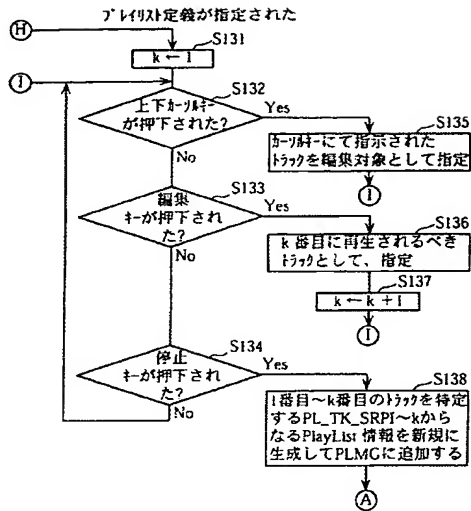 プレイリスト定義が指定された
H
S131
k ← 1
I
S132
上下カーソルキー
が押下された?
Yes
No
S135
カーソルキーにて指示された
トラックを編集対象として指定
I
S133
編集
キーが押下され
た?
Yes
No
S136
k 番目に再生されるべき
トラックとして、指定
S137
k ← k + 1
I
S134
停止
キーが押下され
た?
Yes
No
S138
1番目~k番目のトラックを特定
するPL_TK_SRP1~kから
なるPlayList 情報を新規に
生成してPLMGに追加する
A